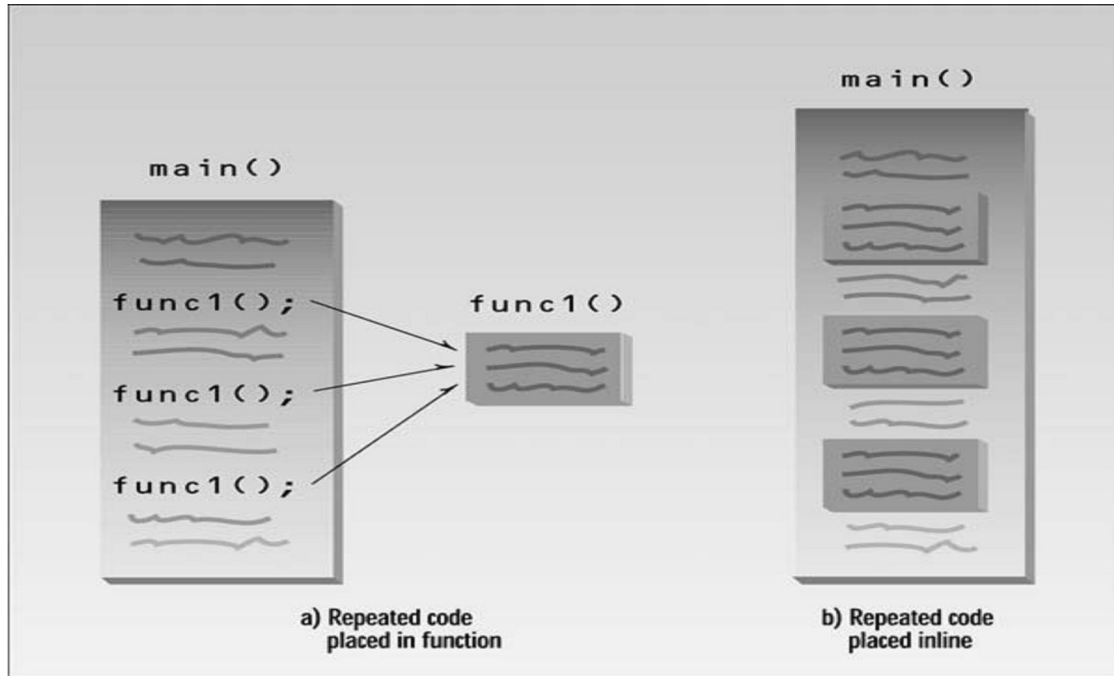 main()
func1();
func1();
func1();
func1()
a) Repeated code
placed in function
main()
b) Repeated code
placed inline